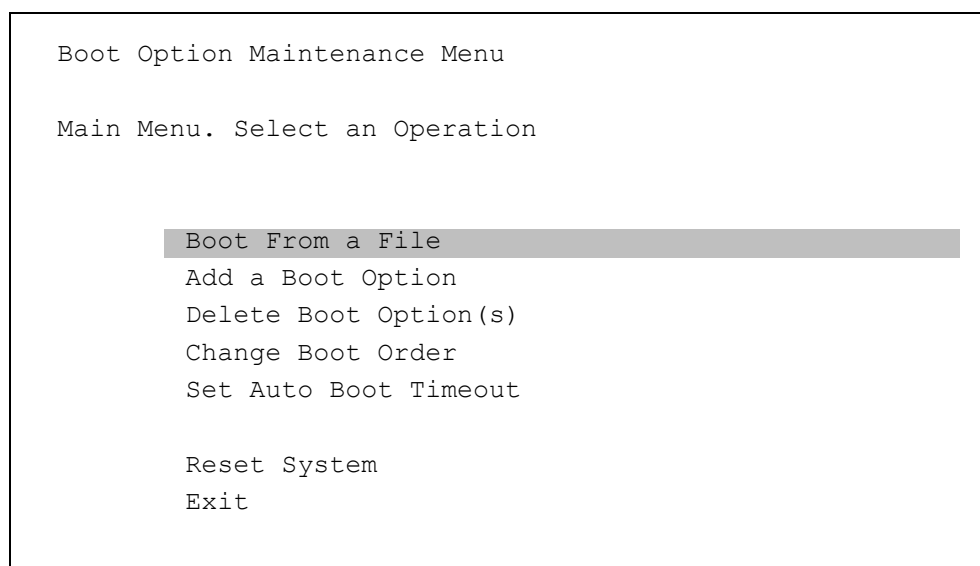 Boot Option Maintenance Menu
Main Menu. Select an Operation
Boot From a File
Add a Boot Option
Delete Boot Option(s)
Change Boot Order
Set Auto Boot Timeout
Reset System
Exit